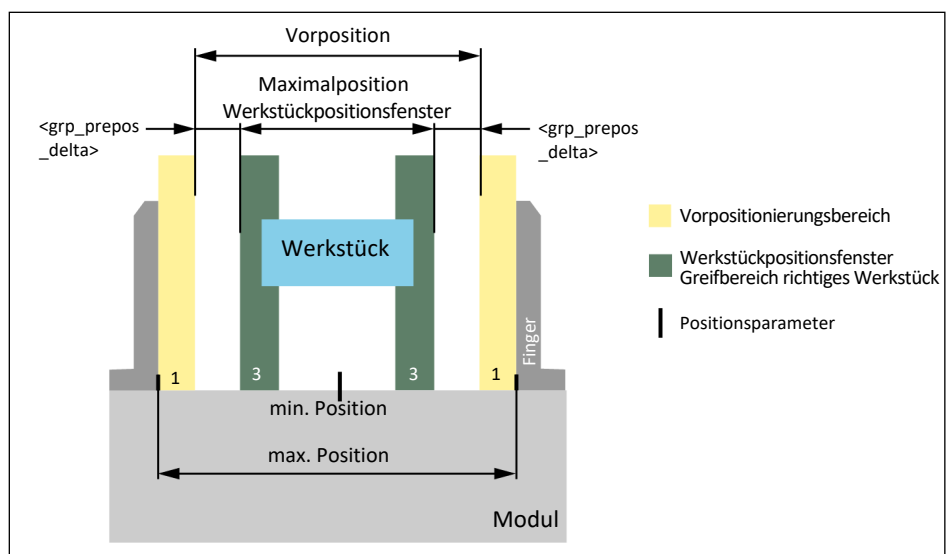 Vorposition
Maximalposition
Werkstückpositionsfenster
<grp_prepos
_delta>
<grp_prepos
_delta>
Vorpositionierungsbereich
Werkstück
Werkstückpositionsfenster
Greifbereich richtiges Werkstück
Positionsparameter
Finger
1
3
3
1
min. Position
max. Position
Modul